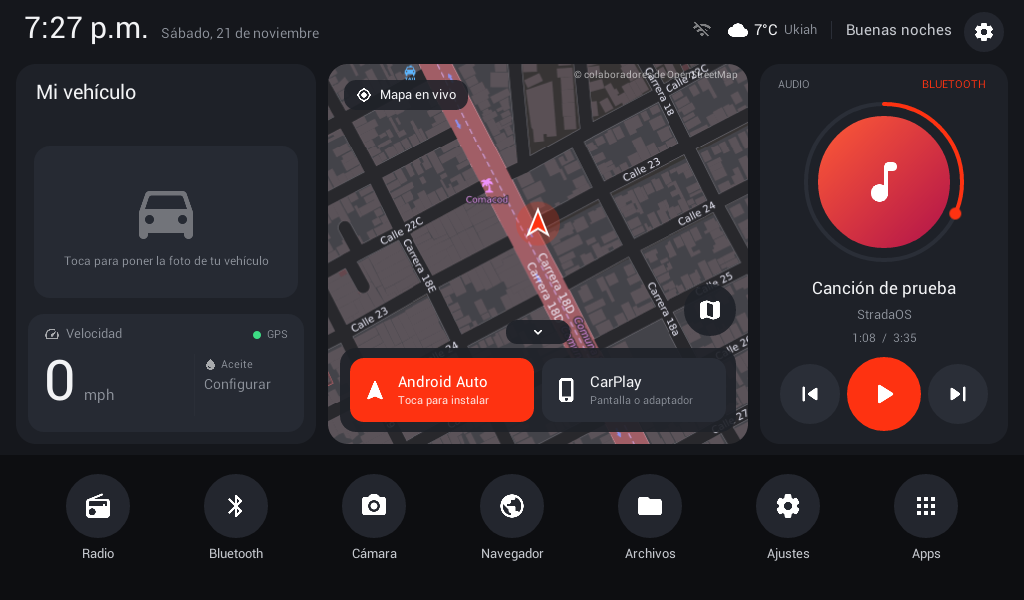 7:27 p.m.
Sábado, 21 de noviembre
7°C Ukiah
Buenas noches
Mi vehículo
Toca para poner la foto de tu vehículo
Velocidad
GPS
0 mph
Aceite
Configurar
© colaboradores de OpenStreetMap
Mapa en vivo
TAXI
Calle 22C
Carrera 18
Calle 23
Comacod
Calle 24
Calle 22C
Carrera 18E
Carrera 18D
Carrera 18D
Carrera 18a
Calle 23
Android Auto
Toca para instalar
CarPlay
Pantalla o adaptador
AUDIO
BLUETOOTH
Canción de prueba
StradaOS
1:08 / 3:35
Radio
Bluetooth
Cámara
Navegador
Archivos
Ajustes
Apps